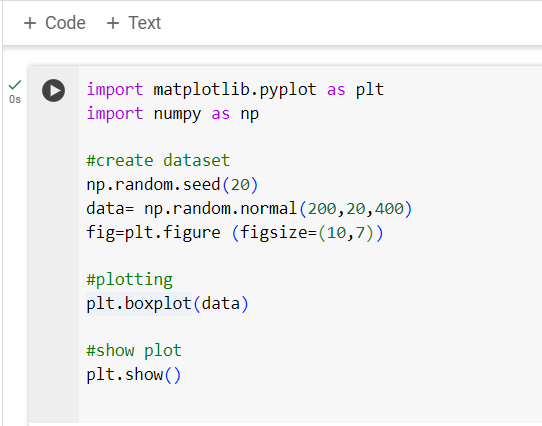 + Code + Text
0s
import matplotlib.pyplot as plt
import numpy as np
#create dataset
np.random.seed(20)
data= np.random.normal(200,20,400)
fig=plt.figure (figsize=(10,7))
#plotting
plt.boxplot(data)
#show plot
plt.show()